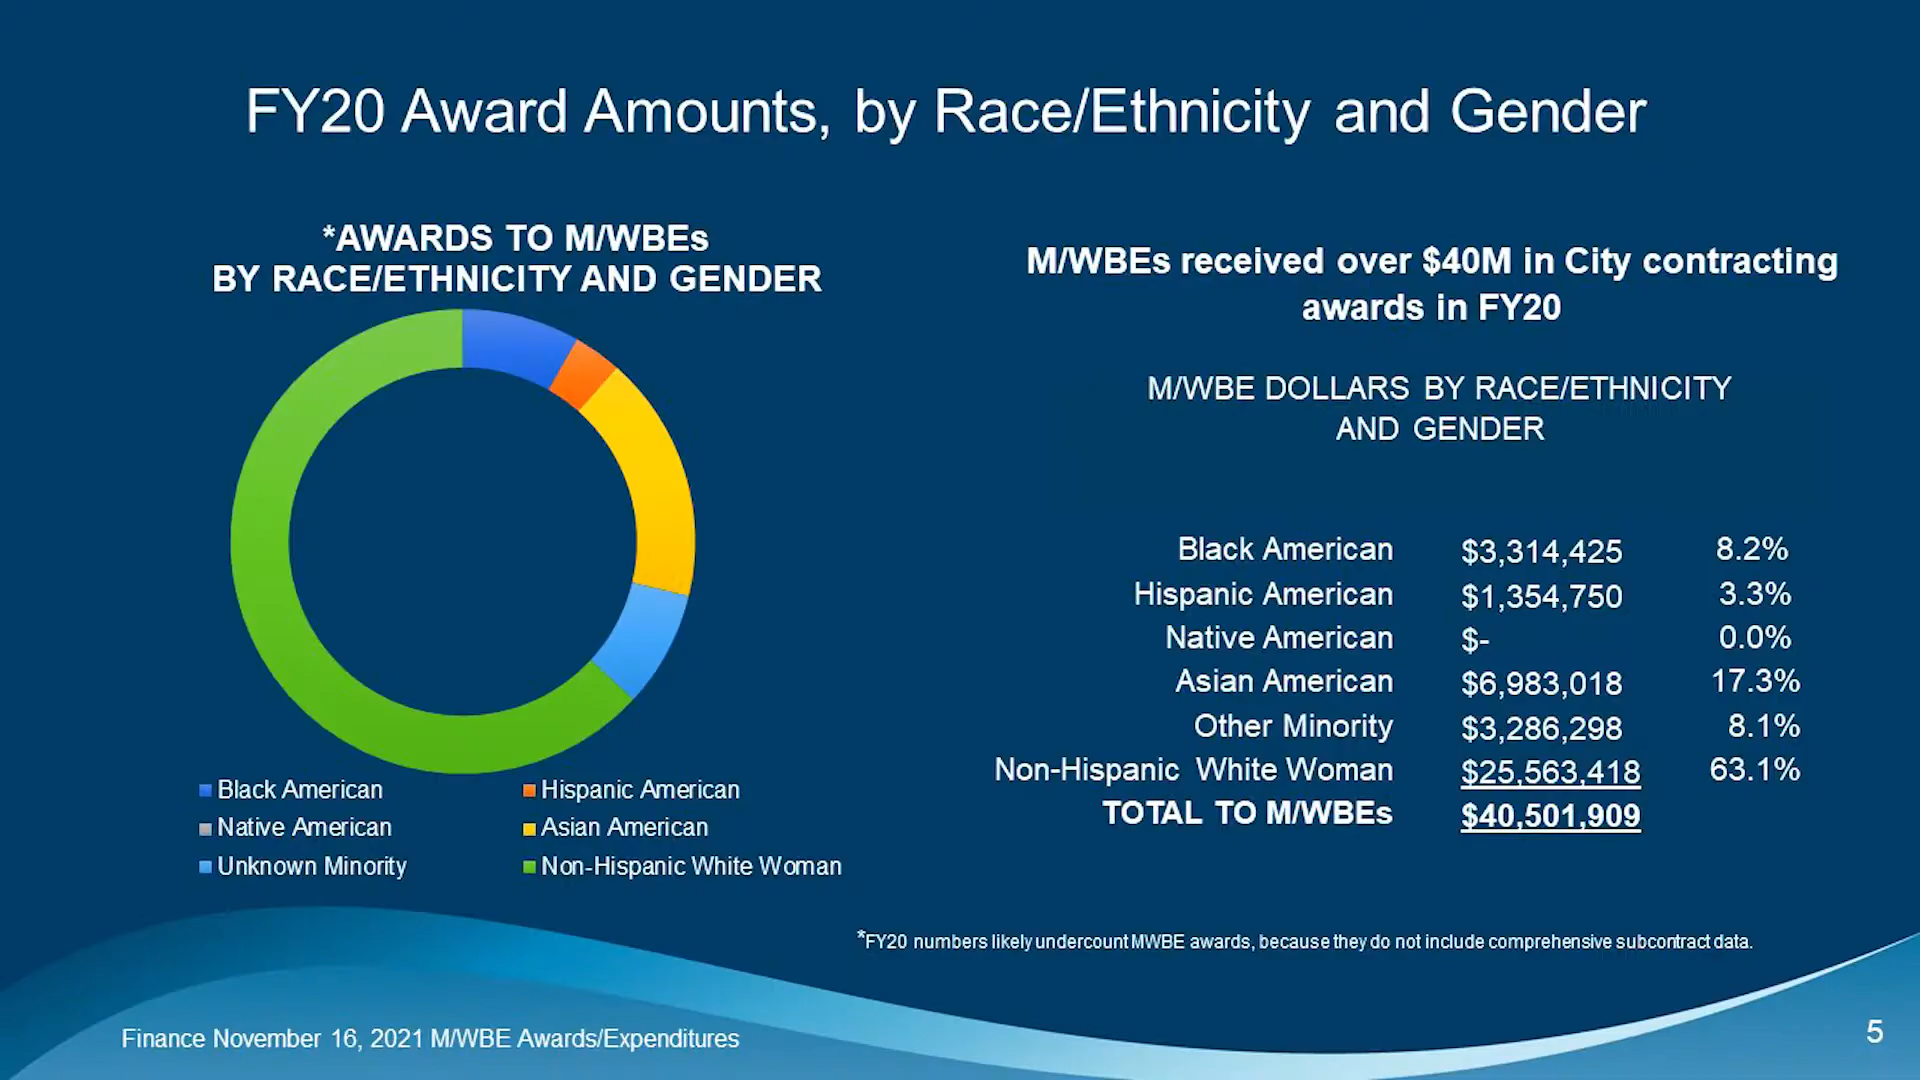 FY20 Award Amounts, by Race/Ethnicity and Gender
*AWARDS TO M/WBEs
BY RACE/ETHNICITY AND GENDER
Black American
Hispanic American
Native American
Asian American
Unknown Minority
Non-Hispanic White Woman
M/WBEs received over $40M in City contracting
awards in FY20
M/WBE DOLLARS BY RACE/ETHNICITY
AND GENDER
Black American $3,314,425 8.2%
Hispanic American $1,354,750 3.3%
Native American $- 0.0%
Asian American $6,983,018 17.3%
Other Minority $3,286,298 8.1%
Non-Hispanic White Woman $25,563,418 63.1%
TOTAL TO M/WBEs $40,501,909
*FY20 numbers likely undercount MWBE awards, because they do not include comprehensive subcontract data.
Finance November 16, 2021 M/WBE Awards/Expenditures
5